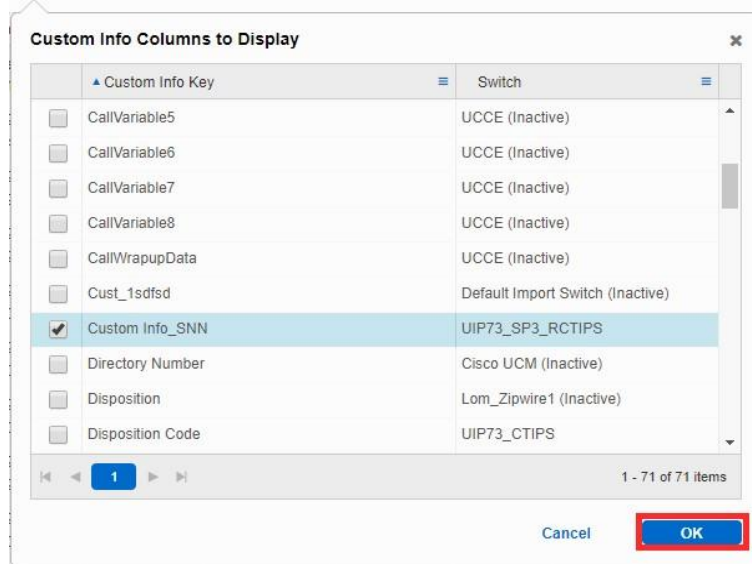 Custom Info Columns to Display
Custom Info Key Switch
CallVariable5 UCCE (Inactive)
CallVariable6 UCCE (Inactive)
CallVariable7 UCCE (Inactive)
CallVariable8 UCCE (Inactive)
CallWrapupData UCCE (Inactive)
Cust_1sdfsd Default Import Switch (Inactive)
Custom Info_SNN UIP73_SP3_RCTIPS
Directory Number Cisco UCM (Inactive)
Disposition Lom_Zipwire1 (Inactive)
Disposition Code UIP73_CTIPS
1 1 - 71 of 71 items
Cancel OK